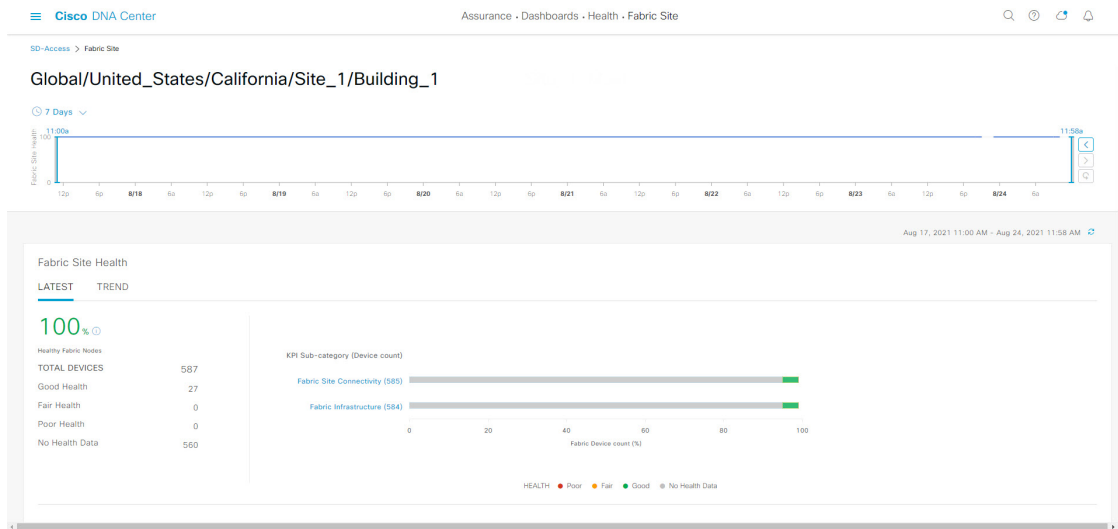 Cisco DNA Center
Assurance • Dashboards • Health • Fabric Site
SD-Access > Fabric Site
Global/United_States/California/Site_1/Building_1
7 Days
11:00a
11:58a
Fabric Site Health
100
0
12p 6p 8/18 6a 12p 6p 8/19 6a 12p 6p 8/20 6a 12p 6p 8/21 6a 12p 6p 8/22 6a 12p 6p 8/23 6a 12p 6p 8/24 6a
Aug 17, 2021 11:00 AM - Aug 24, 2021 11:58 AM
Fabric Site Health
LATEST TREND
100%
Healthy Fabric Nodes
TOTAL DEVICES 587
Good Health 27
Fair Health 0
Poor Health 0
No Health Data 560
KPI Sub-category (Device count)
Fabric Site Connectivity (585)
Fabric Infrastructure (584)
0 20 40 60 80 100
Fabric Device count (%)
HEALTH Poor Fair Good No Health Data